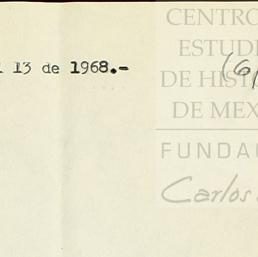 CENTRO
ESTUDI
DE HIST
DE MEX
FUNDA
Carlos
13 de 1968.-